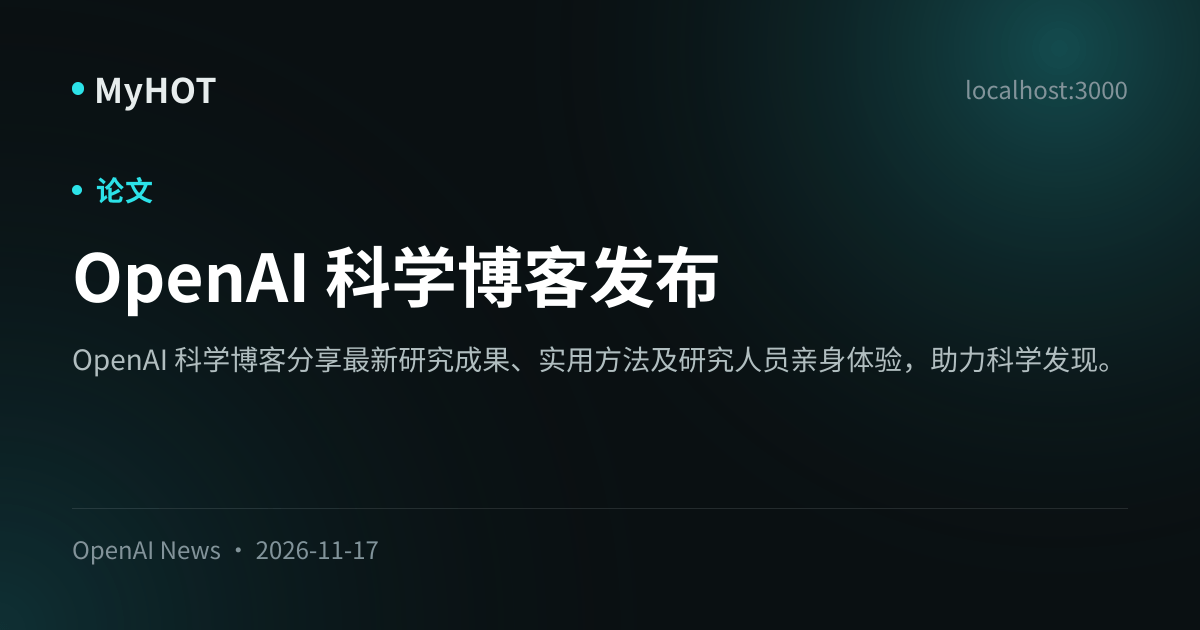 MyHOT
localhost:3000
论文
OpenAI 科学博客发布
OpenAI 科学博客分享最新研究成果、实用方法及研究人员亲身体验，助力科学发现。
OpenAI News · 2026-11-17